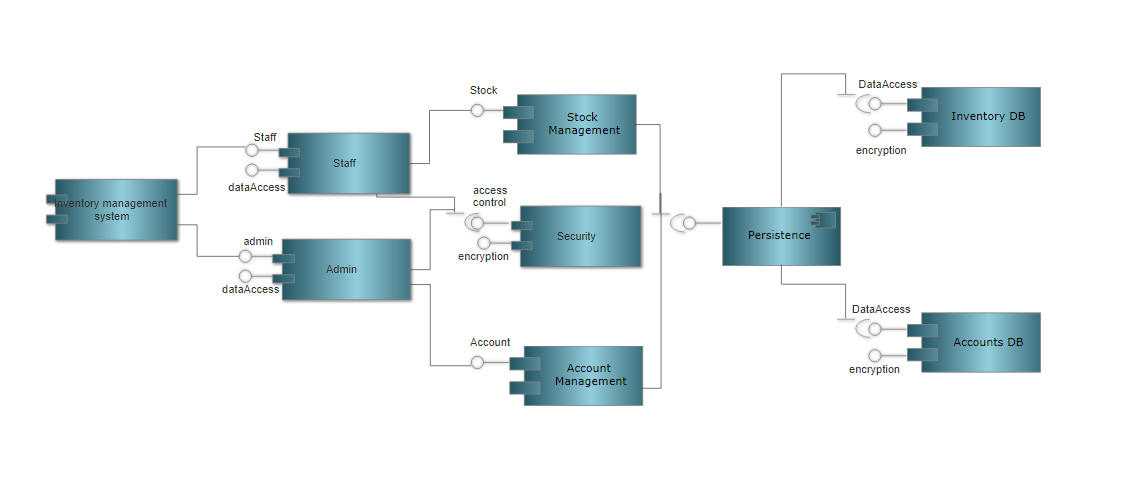 Inventory management
system
Staff
dataAccess
Staff
admin
dataAccess
Admin
Stock
Stock
Management
access
control
encryption
Security
Account
Account
Management
Persistence
DataAccess
encryption
Inventory DB
DataAccess
encryption
Accounts DB